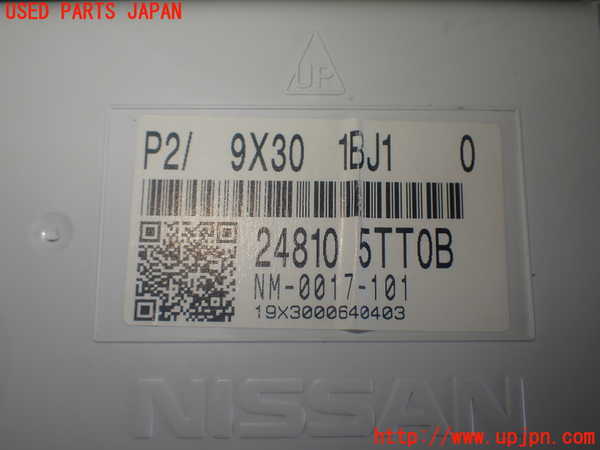 USED PARTS JAPAN
UP
P2/ 9X30 1BJ1 0
24810 5TT0B
NM-0017-101
19X3000640403
NISSAN
http://www.upjpn.com/